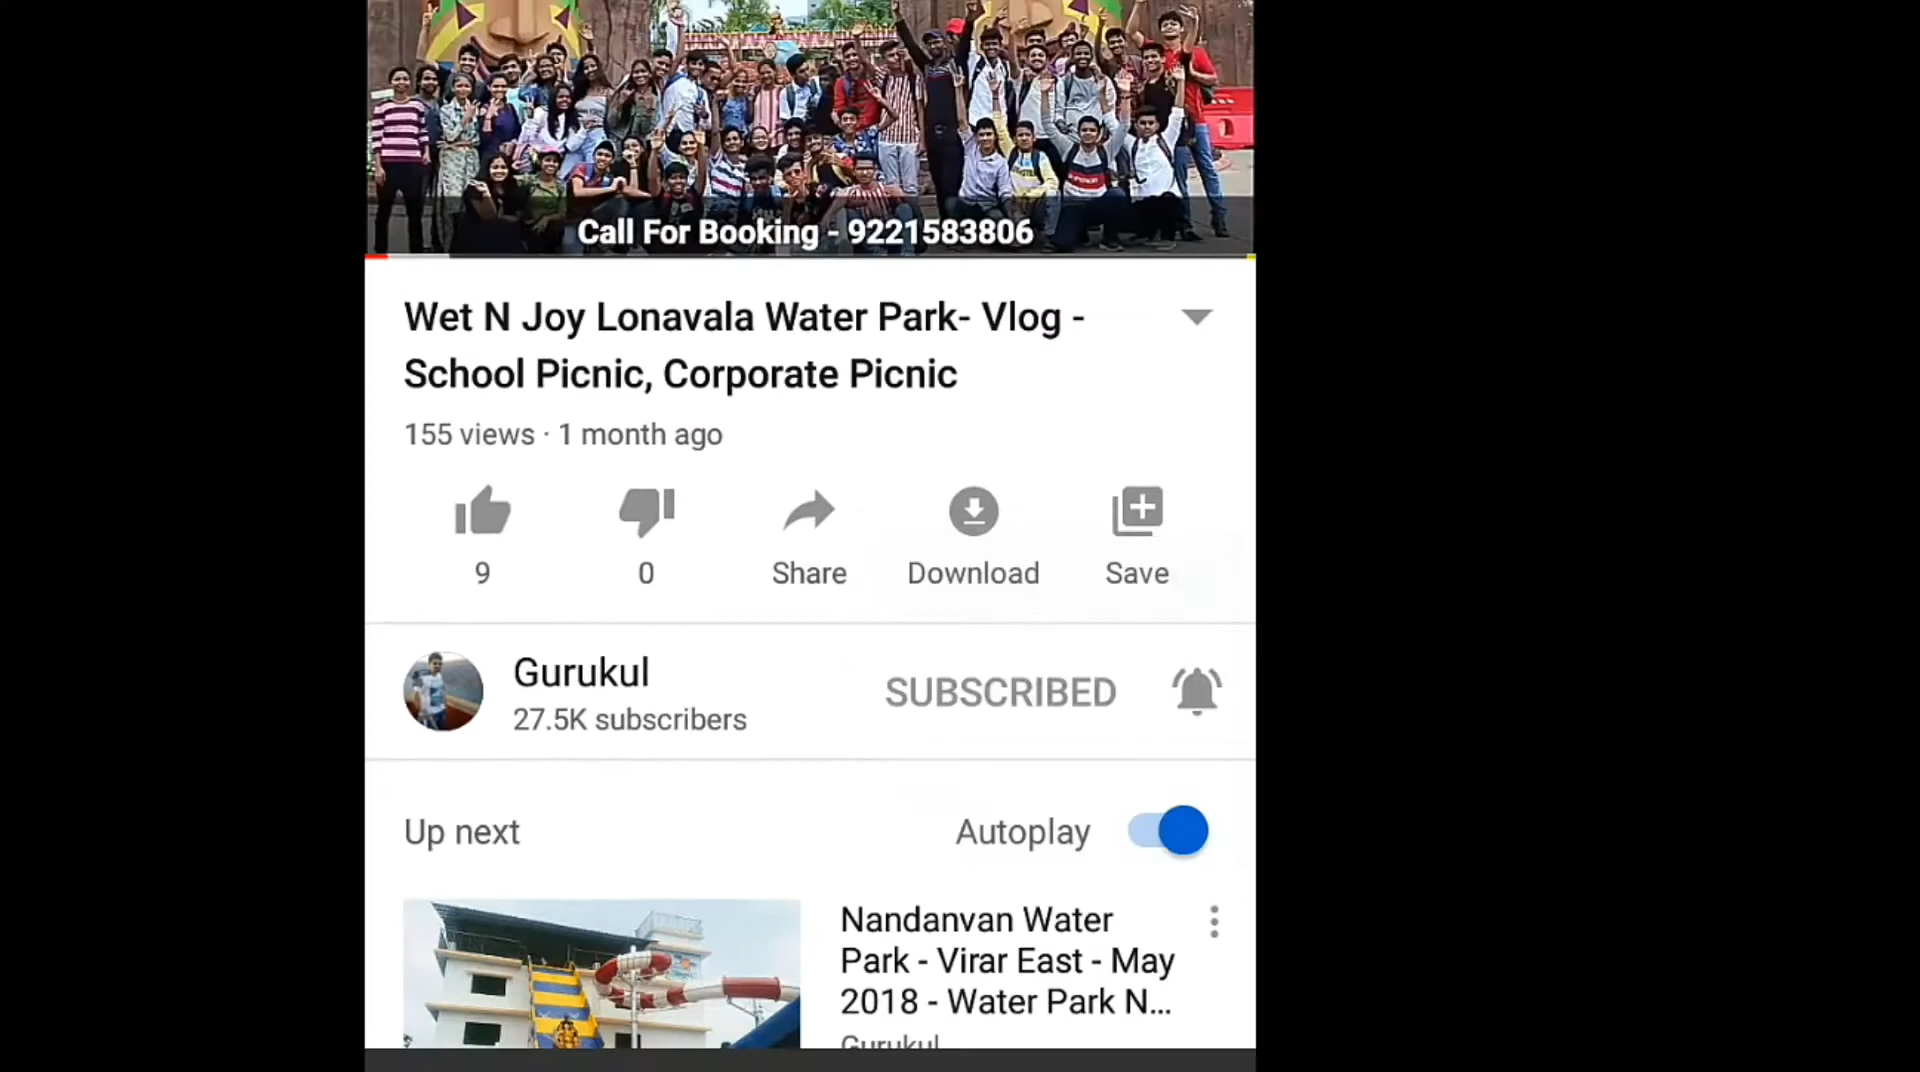 Call For Booking - 9221583806
Wet N Joy Lonavala Water Park- Vlog -
School Picnic, Corporate Picnic
155 views · 1 month ago
9
0
Share
Download
Save
Gurukul
27.5K subscribers
SUBSCRIBED
Up next
Autoplay
Nandanvan Water
Park - Virar East - May
2018 - Water Park N...
Gurukul